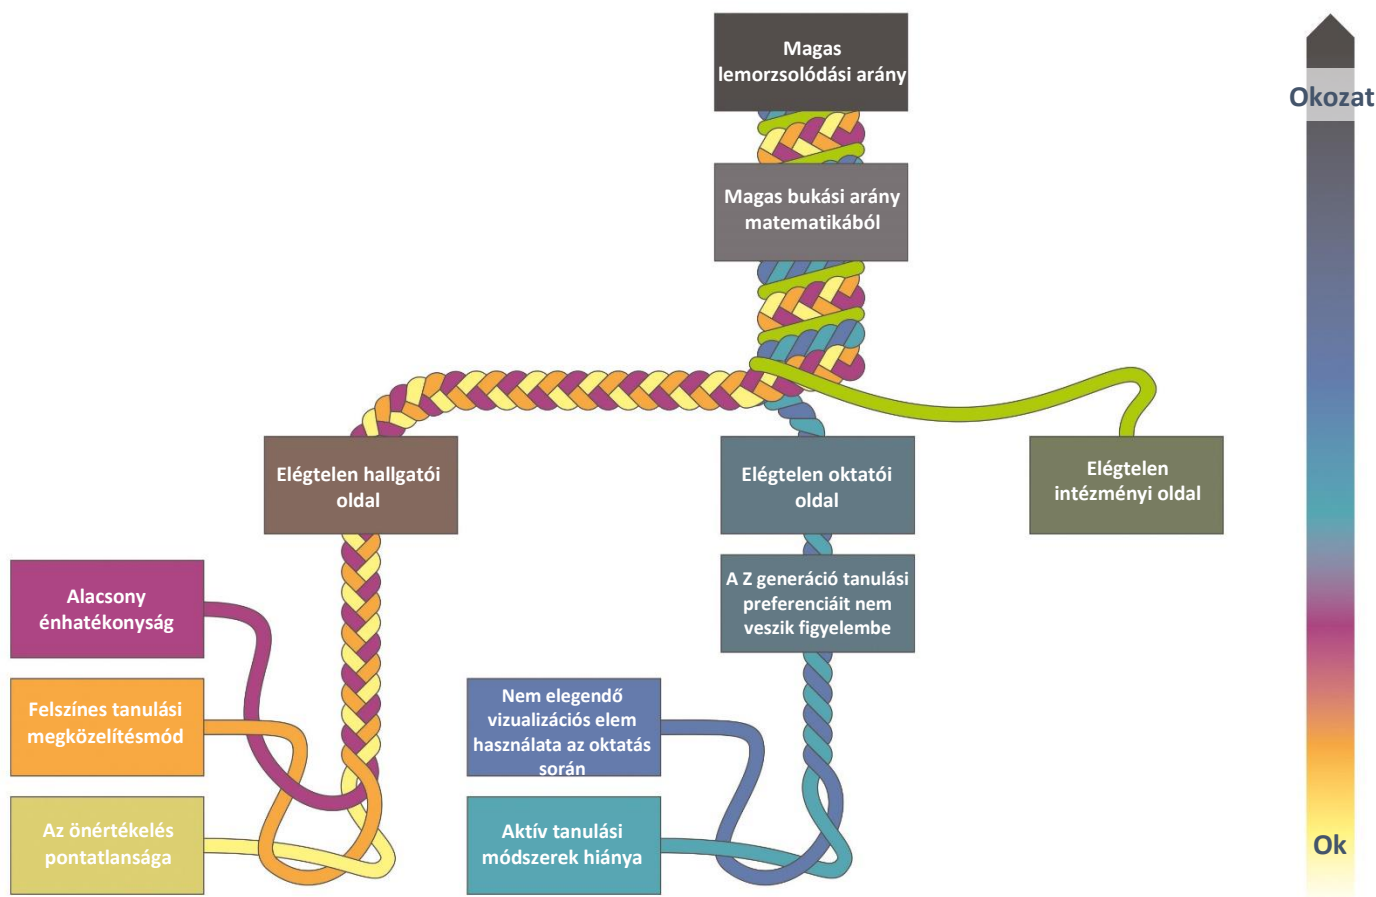 Magas
lemorzsolódási arány
Okozat
Magas bukási arány
matematikából
Elégtelen hallgatói
oldal
Elégtelen oktatói
oldal
Elégtelen
intézményi oldal
A Z generáció tanulási
preferenciáit nem
veszik figyelembe
Alacsony
énhatékonyság
Felszínes tanulási
megközelítésmód
Nem elegendő
vizualizációs elem
használata az oktatás
során
Az önértékelés
pontatlansága
Aktív tanulási
módszerek hiánya
Ok